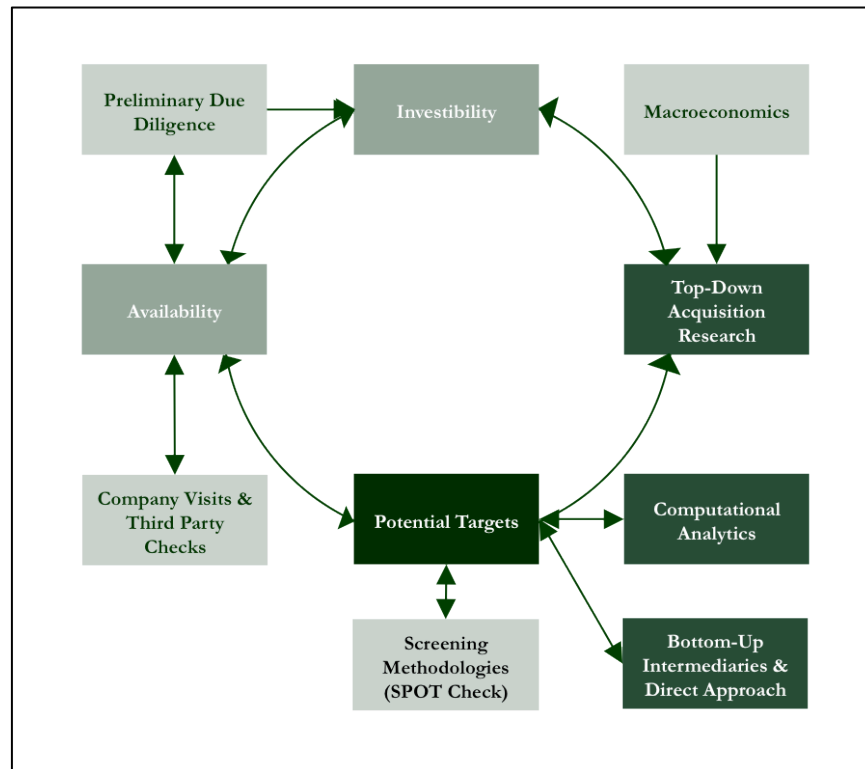 Preliminary Due
Diligence
Investibility
Macroeconomics
Availability
Top-Down
Acquisition
Research
Company Visits &
Third Party
Checks
Potential Targets
Computational
Analytics
Screening
Methodologies
(SPOT Check)
Bottom-Up
Intermediaries &
Direct Approach